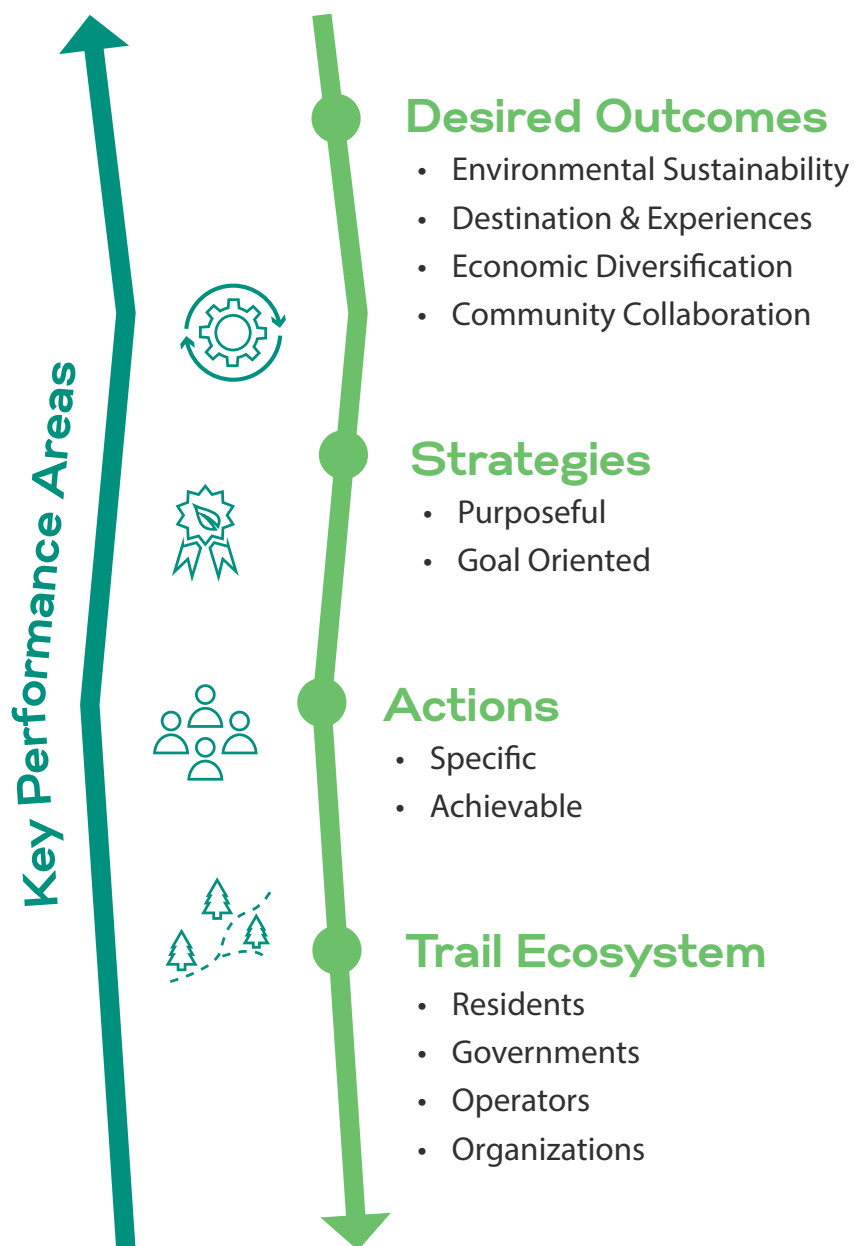 Key Performance Areas
Desired Outcomes
• Environmental Sustainability
• Destination & Experiences
• Economic Diversification
• Community Collaboration
Strategies
• Purposeful
• Goal Oriented
Actions
• Specific
• Achievable
Trail Ecosystem
• Residents
• Governments
• Operators
• Organizations